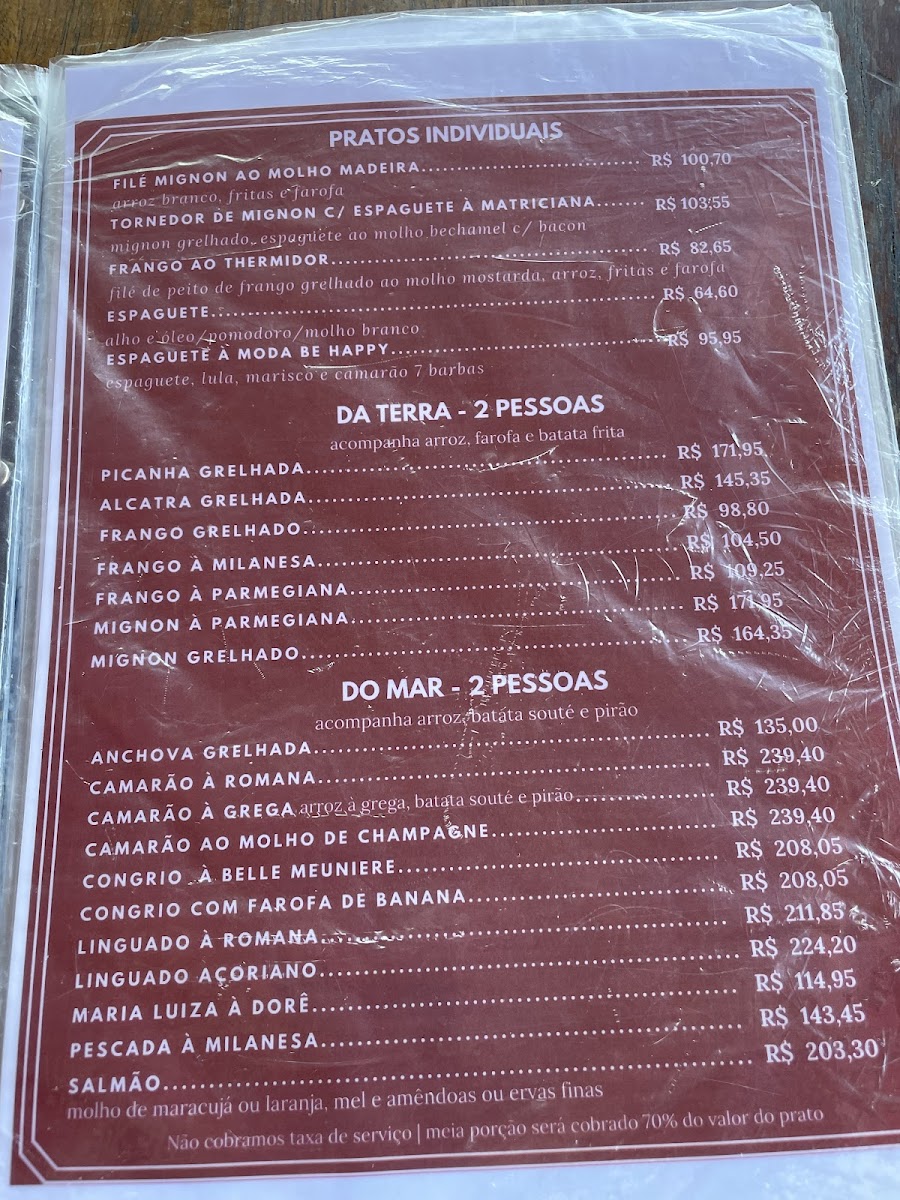 PRATOS INDIVIDUAIS
FILÉ MIGNON AO MOLHO MADEIRA................................ R$ 100,70
arroz branco, fritas e farofa
TORNEDOR DE MIGNON C/ ESPAGUETE À MATRICIANA....... R$ 103,55
mignon grelhado, espaguete ao molho bechamel c/ bacon
FRANGO AO THERMIDOR............................................. R$ 82,65
filé de peito de frango grelhado ao molho mostarda, arroz, fritas e farofa
ESPAGUETE............................................................... R$ 64,60
alho e óleo/pomodoro/molho branco
ESPAGUETE À MODA BE HAPPY....................................... R$ 95,95
espaguete, lula, marisco e camarão 7 barbas
DA TERRA - 2 PESSOAS
acompanha arroz, farofa e batata frita
PICANHA GRELHADA.................................................. R$ 171,95
ALCATRA GRELHADA.................................................. R$ 145,35
FRANGO GRELHADO................................................... R$ 98,80
FRANGO À MILANESA................................................. R$ 104,50
FRANGO À PARMEGIANA.............................................. R$ 109,25
MIGNON À PARMEGIANA.............................................. R$ 171,95
MIGNON GRELHADO................................................... R$ 164,35
DO MAR - 2 PESSOAS
acompanha arroz, batata souté e pirão
ANCHOVA GRELHADA.................................................. R$ 135,00
CAMARÃO À ROMANA.................................................. R$ 239,40
CAMARÃO À GREGA arroz à grega, batata souté e pirão.................. R$ 239,40
CAMARÃO AO MOLHO DE CHAMPAGNE............................. R$ 239,40
CONGRIO À BELLE MEUNIERE......................................... R$ 208,05
CONGRIO COM FAROFA DE BANANA................................. R$ 208,05
LINGUADO À ROMANA................................................. R$ 211,85
LINGUADO AÇORIANO................................................. R$ 224,20
MARIA LUIZA À DORÊ................................................. R$ 114,95
PESCADA À MILANESA................................................ R$ 143,45
SALMÃO................................................................... R$ 203,30
molho de maracujá ou laranja, mel e amêndoas ou ervas finas
Não cobramos taxa de serviço | meia porção será cobrado 70% do valor do prato